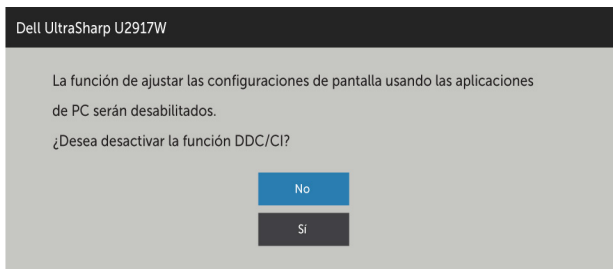 Dell UltraSharp U2917W
La función de ajustar las configuraciones de pantalla usando las aplicaciones
de PC serán desabilitados.
¿Desea desactivar la función DDC/CI?
No
Sí